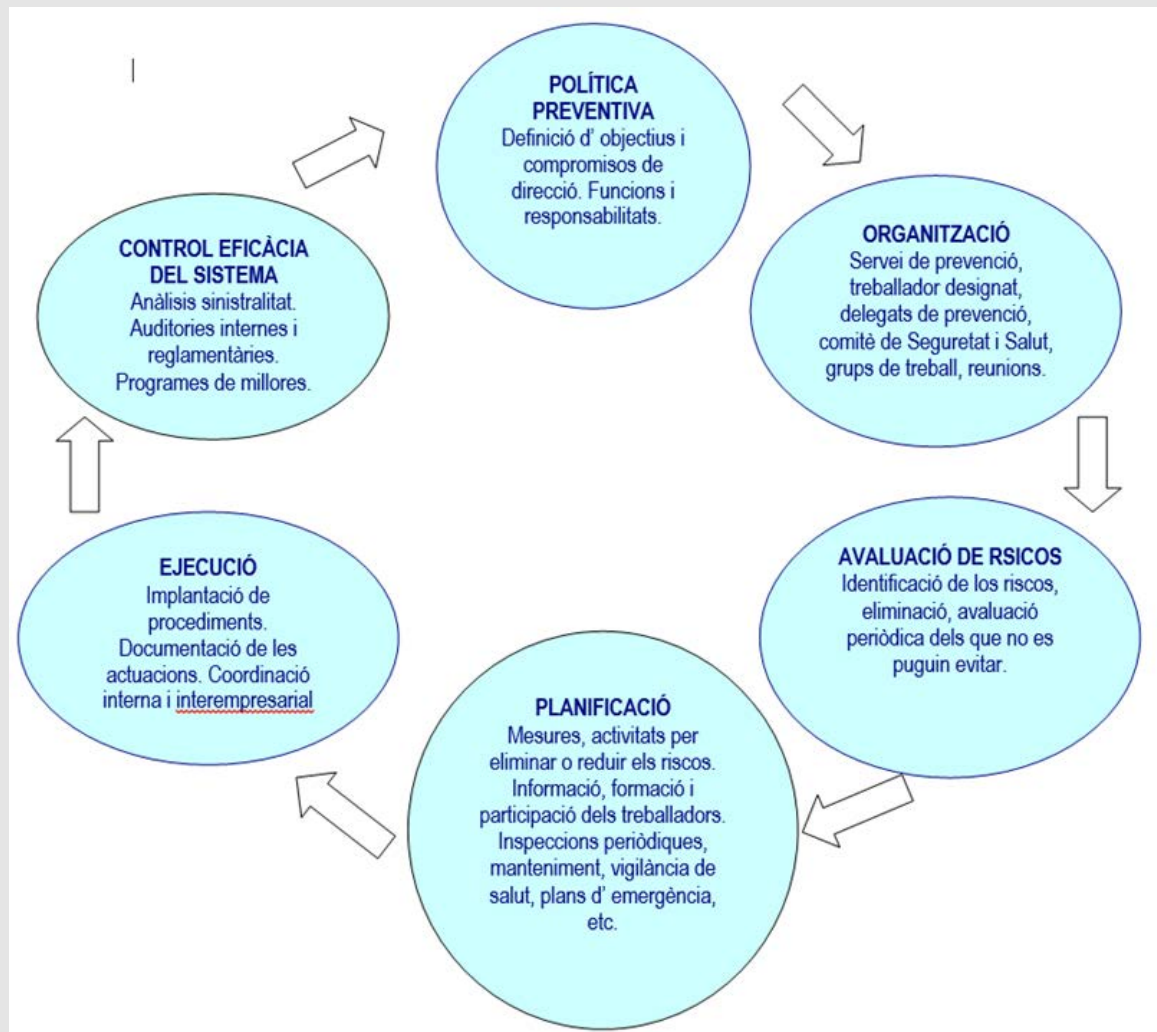 POLÍTICA
PREVENTIVA
Definició d' objectius i
compromisos de
direcció. Funcions i
responsabilitats.
ORGANITZACIÓ
Servei de prevenció,
treballador designat,
delegats de prevenció,
comitè de Seguretat i Salut,
grups de treball, reunions.
AVALUACIÓ DE RSICOS
Identificació de los riscos,
eliminació, avaluació
periòdica dels que no es
puguin evitar.
PLANIFICACIÓ
Mesures, activitats per
eliminar o reduir els riscos.
Informació, formació i
participació dels treballadors.
Inspeccions periòdiques,
manteniment, vigilància de
salut, plans d' emergència,
etc.
EJECUCIÓ
Implantació de
procediments.
Documentació de les
actuacions. Coordinació
interna i interempresarial
CONTROL EFICÀCIA
DEL SISTEMA
Anàlisis sinistralitat.
Auditories internes i
reglamentàries.
Programes de millores.